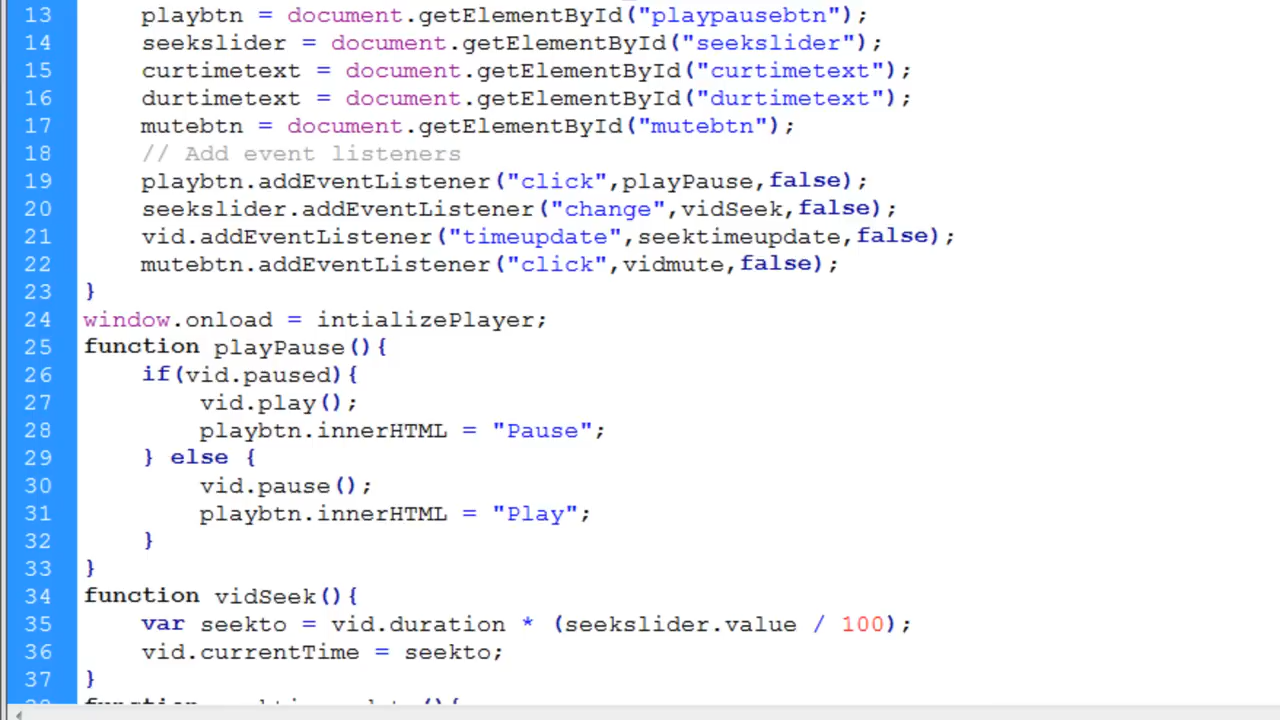 13 playbtn = document.getElementById("playpausebtn");
14 seekslider = document.getElementById("seekslider");
15 curtimetext = document.getElementById("curtimetext");
16 durtimetext = document.getElementById("durtimetext");
17 mutebtn = document.getElementById("mutebtn");
18 // Add event listeners
19 playbtn.addEventListener("click",playPause,false);
20 seekslider.addEventListener("change",vidSeek,false);
21 vid.addEventListener("timeupdate",seektimeupdate,false);
22 mutebtn.addEventListener("click",vidmute,false);
23 }
24 window.onload = intializePlayer;
25 function playPause(){
26 if(vid.paused){
27 vid.play();
28 playbtn.innerHTML = "Pause";
29 } else {
30 vid.pause();
31 playbtn.innerHTML = "Play";
32 }
33 }
34 function vidSeek(){
35 var seekto = vid.duration * (seekslider.value / 100);
36 vid.currentTime = seekto;
37 }